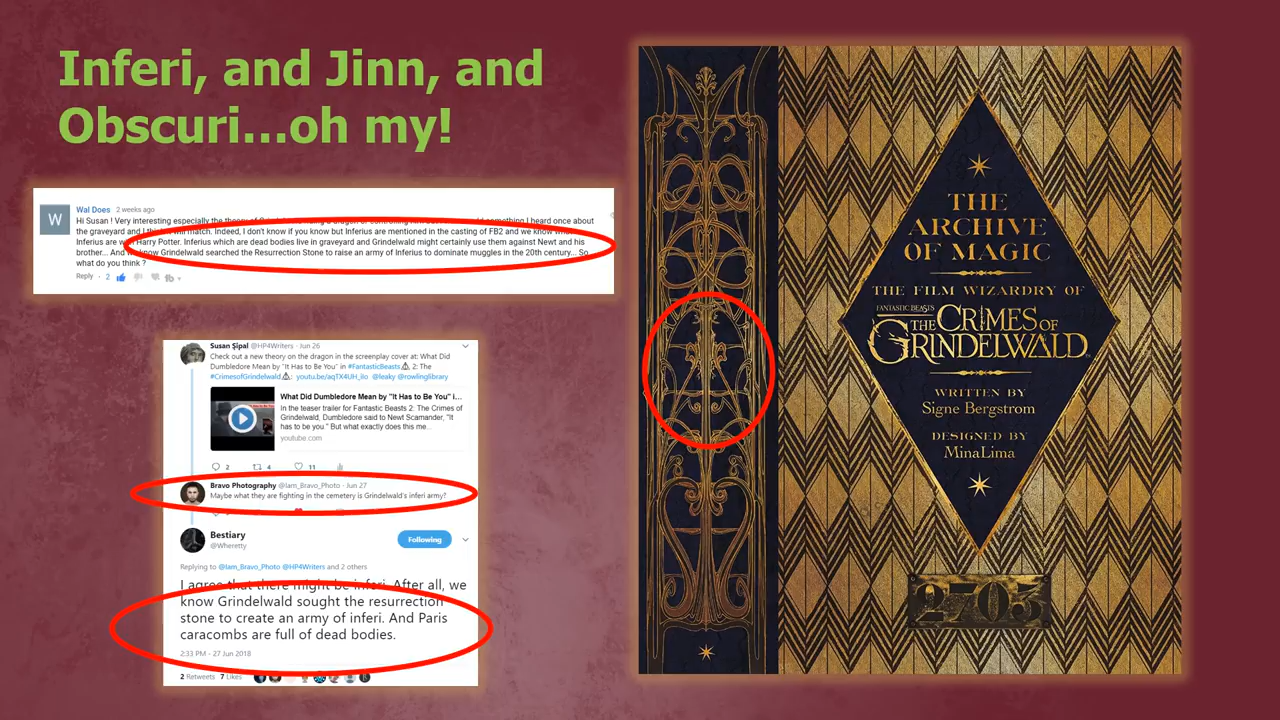 Inferi, and Jinn, and
Obscuri...oh my!
W
Wal Does 2 weeks ago
Hi Susan ! Very interesting especially the theory of
something I heard once about
the graveyard and I think will match. Indeed, I don't know if you know but Inferius are mentioned in the casting of FB2 and we know
Inferius are Harry Potter. Inferius which are dead bodies live in graveyard and Grindelwald might certainly use them against Newt and his
brother... And we know Grindelwald searched the Resurrection Stone to raise an army of Inferius to dominate muggles in the 20th century... So
what do you think ?
Reply · 2
Susan Şipal @HP4Writers · Jun 26
Check out a new theory on the dragon in the screenplay cover at: What Did
Dumbledore Mean by "It Has to Be You" in #FantasticBeasts 2: The
#CrimesofGrindelwald : youtu.be/aqTX4UH_iIo @leaky @rowlinglibrary
What Did Dumbledore Mean by "It Has to Be You" i...
In the teaser trailer for Fantastic Beasts 2: The Crimes of
Grindelwald, Dumbledore said to Newt Scamander, "It
has to be you." But what exactly does this me...
youtube.com
2 4 11
Bravo Photography @Iam_Bravo_Photo · Jun 27
Maybe what they are fighting in the cemetery is Grindelwald's inferi army?
Bestiary
@Wheretty
Following
Replying to @Iam_Bravo_Photo @HP4Writers and 2 others
I agree that there might be inferi. After all, we
know Grindelwald sought the resurrection
stone to create an army of inferi. And Paris
caracombs are full of dead bodies.
2:33 PM - 27 Jun 2018
2 Retweets 7 Likes
THE
ARCHIVE
OF MAGIC
THE FILM WIZARDRY OF
FANTASTIC BEASTS
THE CRIMES OF
GRINDELWALD
WRITTEN BY
Signe Bergstrom
DESIGNED BY
MinaLima
2703